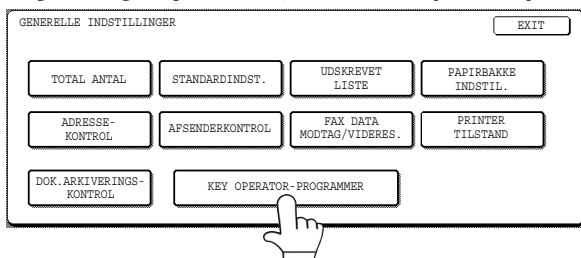 GENERELLE INDSTILLINGER
EXIT
TOTAL ANTAL
STANDARDINDST.
UDSKREVET
LISTE
PAPIRBAKKE
INDSTIL.
ADRESSE-
KONTROL
AFSENDERKONTROL
FAX DATA
MODTAG/VIDERES.
PRINTER
TILSTAND
DOK.ARKIVERINGS-
KONTROL
KEY OPERATOR-PROGRAMMER